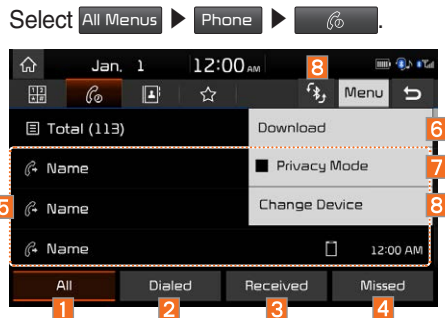 Select All Menus ▶ Phone ▶ .
Jan. 1 12:00 AM 8
Menu
Total (113) Download 6
Name Privacy Mode 7
5 Name Change Device 8
Name 12:00 AM
All Dialed Received Missed
1 2 3 4